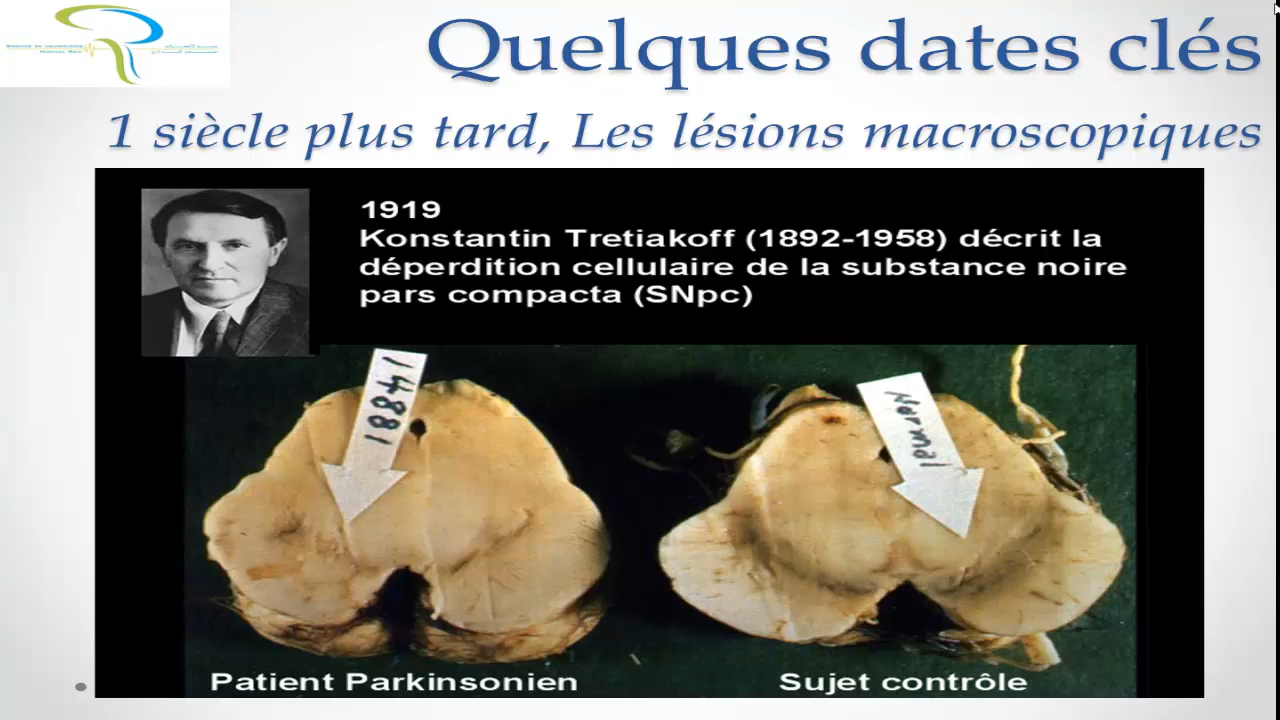 Quelques dates clés
1 siècle plus tard, Les lésions macroscopiques
1919
Konstantin Tretiakoff (1892-1958) décrit la
déperdition cellulaire de la substance noire
pars compacta (SNpc)
14881
Normal
Patient Parkinsonien
Sujet contrôle